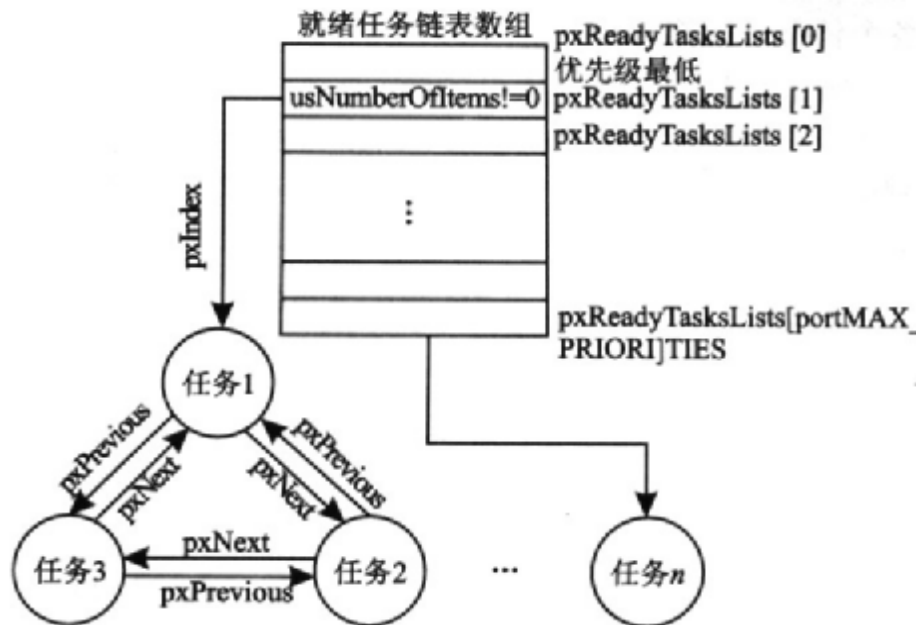 就绪任务链表数组
pxReadyTasksLists [0]
优先级最低
usNumberOfItems!=0
pxReadyTasksLists [1]
pxReadyTasksLists [2]
⋮
pxIndex
pxReadyTasksLists[portMAX_
PRIORI]TIES
任务1
pxPrevious
pxNext
pxPrevious
pxNext
任务3
pxNext
pxPrevious
任务2
...
任务n